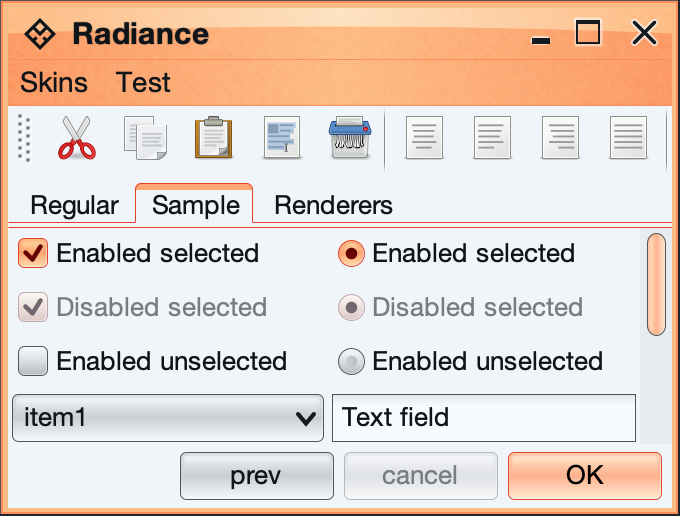 Radiance
Skins Test
Regular Sample Renderers
Enabled selected Enabled selected
Disabled selected Disabled selected
Enabled unselected Enabled unselected
item1 Text field
prev cancel OK